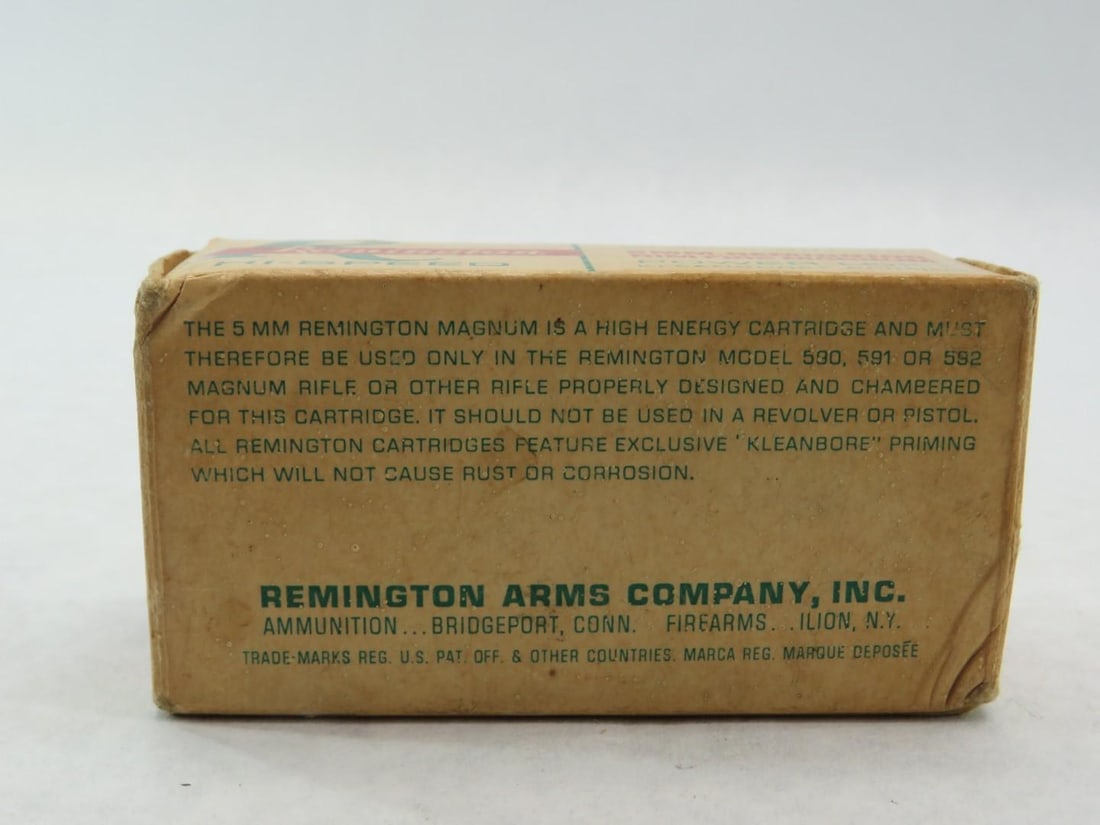 Remington
HI-SPEED
THE 5 MM REMINGTON MAGNUM IS A HIGH ENERGY CARTRIDGE AND MUST
THEREFORE BE USED ONLY IN THE REMINGTON MODEL 590, 591 OR 592
MAGNUM RIFLE OR OTHER RIFLE PROPERLY DESIGNED AND CHAMBERED
FOR THIS CARTRIDGE. IT SHOULD NOT BE USED IN A REVOLVER OR PISTOL.
ALL REMINGTON CARTRIDGES FEATURE EXCLUSIVE "KLEANBORE" PRIMING
WHICH WILL NOT CAUSE RUST OR CORROSION.
REMINGTON ARMS COMPANY, INC.
AMMUNITION...BRIDGEPORT, CONN. FIREARMS...ILION, N.Y.
TRADE-MARKS REG. U.S. PAT. OFF. & OTHER COUNTRIES. MARCA REG. MARQUE DEPOSÉE